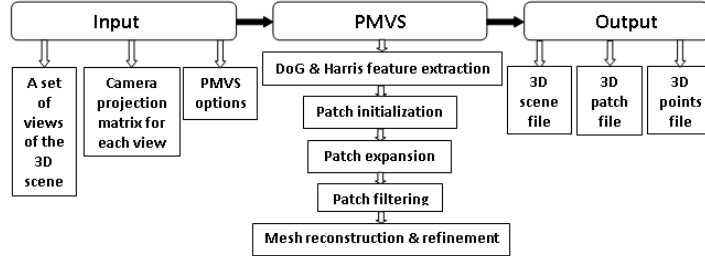 Input
PMVS
Output
A set
of
views
of the
3D
scene
Camera
projection
matrix for
each view
PMVS
options
DoG & Harris feature extraction
Patch initialization
Patch expansion
Patch filtering
Mesh reconstruction & refinement
3D
scene
file
3D
patch
file
3D
points
file